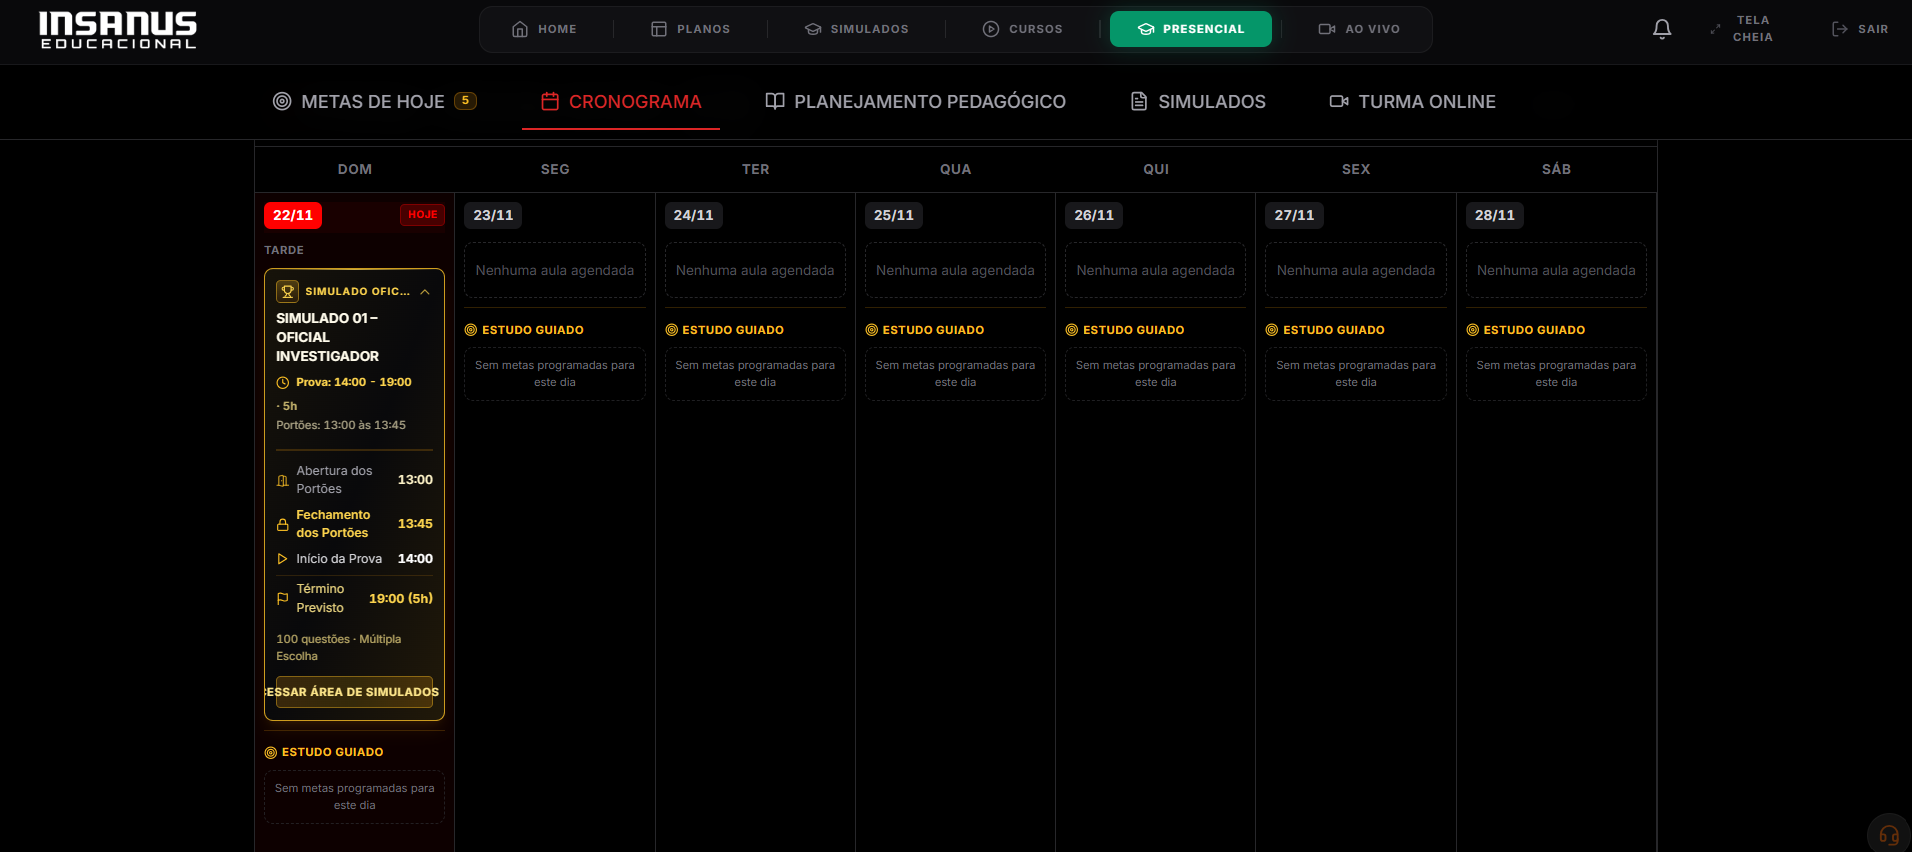 INSANUS
EDUCACIONAL
HOME
PLANOS
SIMULADOS
CURSOS
PRESENCIAL
AO VIVO
TELA
CHEIA
SAIR
METAS DE HOJE 5
CRONOGRAMA
PLANEJAMENTO PEDAGÓGICO
SIMULADOS
TURMA ONLINE
DOM
SEG
TER
QUA
QUI
SEX
SÁB
22/11 HOJE
TARDE
SIMULADO OFIC...
SIMULADO 01 –
OFICIAL
INVESTIGADOR
Prova: 14:00 - 19:00
· 5h
Portões: 13:00 às 13:45
Abertura dos
Portões 13:00
Fechamento
dos Portões 13:45
Início da Prova 14:00
Término
Previsto 19:00 (5h)
100 questões · Múltipla
Escolha
ESSAR ÁREA DE SIMULADOS
ESTUDO GUIADO
Sem metas programadas para
este dia
23/11
Nenhuma aula agendada
ESTUDO GUIADO
Sem metas programadas para
este dia
24/11
Nenhuma aula agendada
ESTUDO GUIADO
Sem metas programadas para
este dia
25/11
Nenhuma aula agendada
ESTUDO GUIADO
Sem metas programadas para
este dia
26/11
Nenhuma aula agendada
ESTUDO GUIADO
Sem metas programadas para
este dia
27/11
Nenhuma aula agendada
ESTUDO GUIADO
Sem metas programadas para
este dia
28/11
Nenhuma aula agendada
ESTUDO GUIADO
Sem metas programadas para
este dia